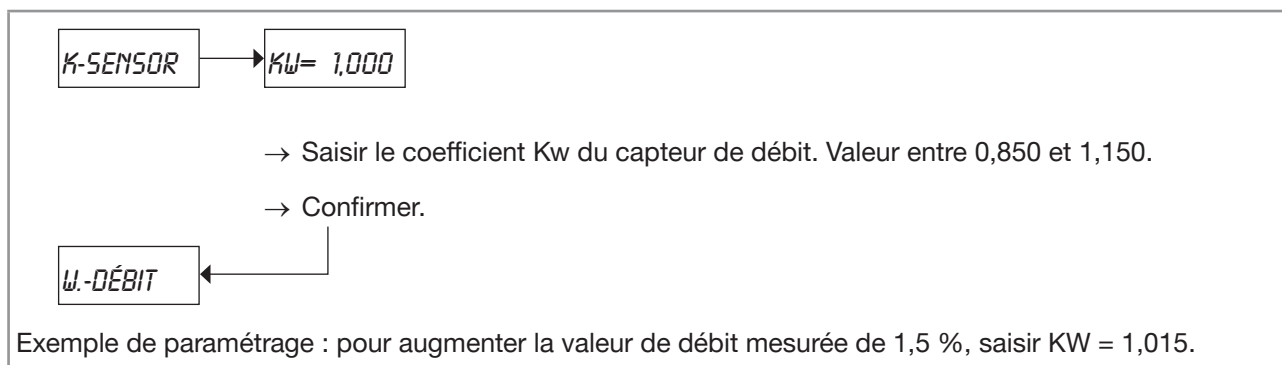 K-SENSOR KW= 1,000
→ Saisir le coefficient Kw du capteur de débit. Valeur entre 0,850 et 1,150.
→ Confirmer.
W.-DÉBIT
Exemple de paramétrage : pour augmenter la valeur de débit mesurée de 1,5 %, saisir KW = 1,015.